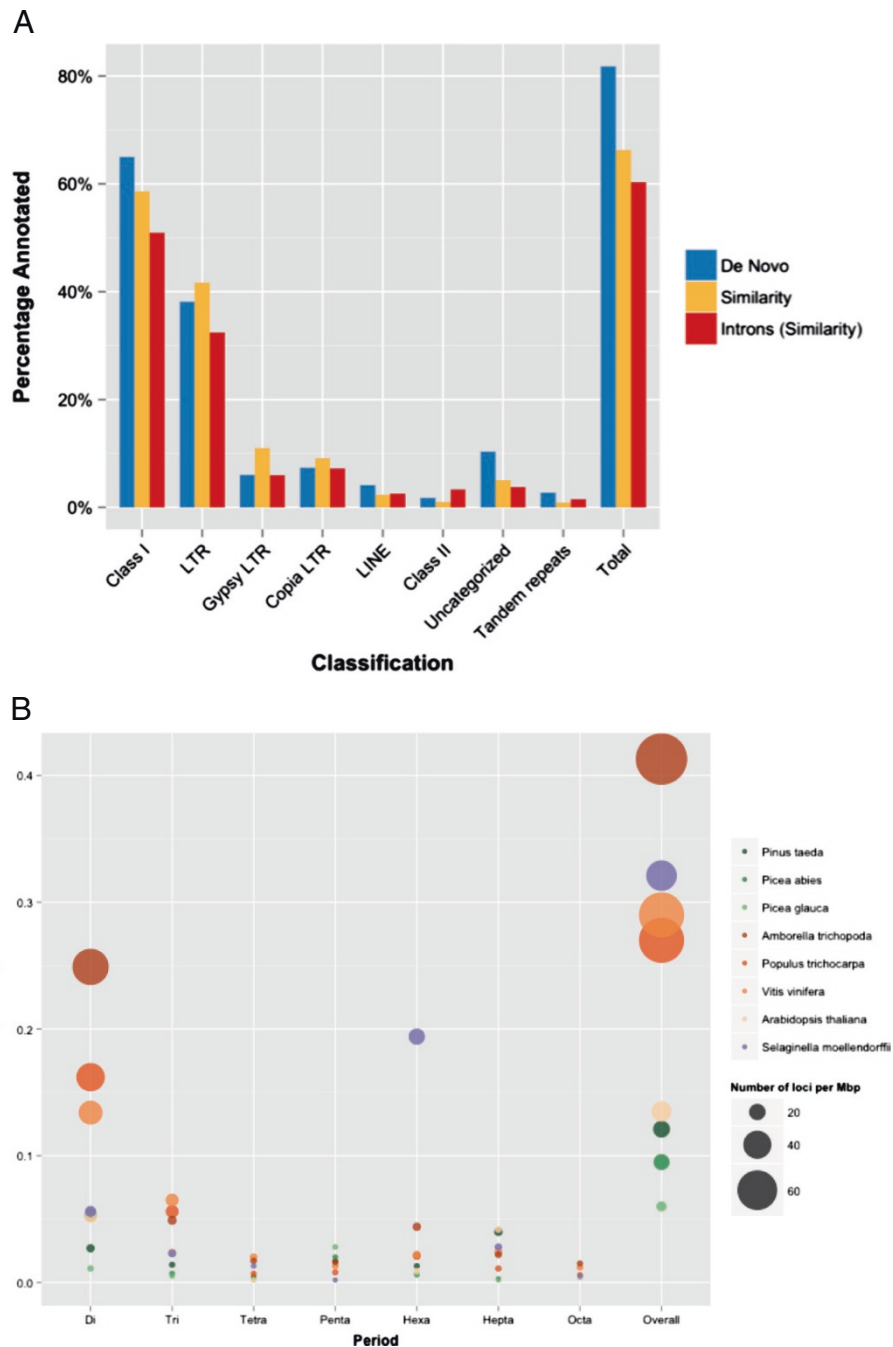 A
Percentage Annotated
80%
60%
40%
20%
0%
Class I
LTR
Gypsy LTR
Copia LTR
LINE
Class II
Uncategorized
Tandem repeats
Total
Classification
De Novo
Similarity
Introns (Similarity)
B
0.4
0.3
0.2
0.1
0.0
Di
Tri
Tetra
Penta
Hexa
Hepta
Octa
Overall
Period
Pinus taeda
Picea abies
Picea glauca
Amborella trichopoda
Populus trichocarpa
Vitis vinifera
Arabidopsis thaliana
Selaginella moellendorffii
Number of loci per Mbp
20
40
60